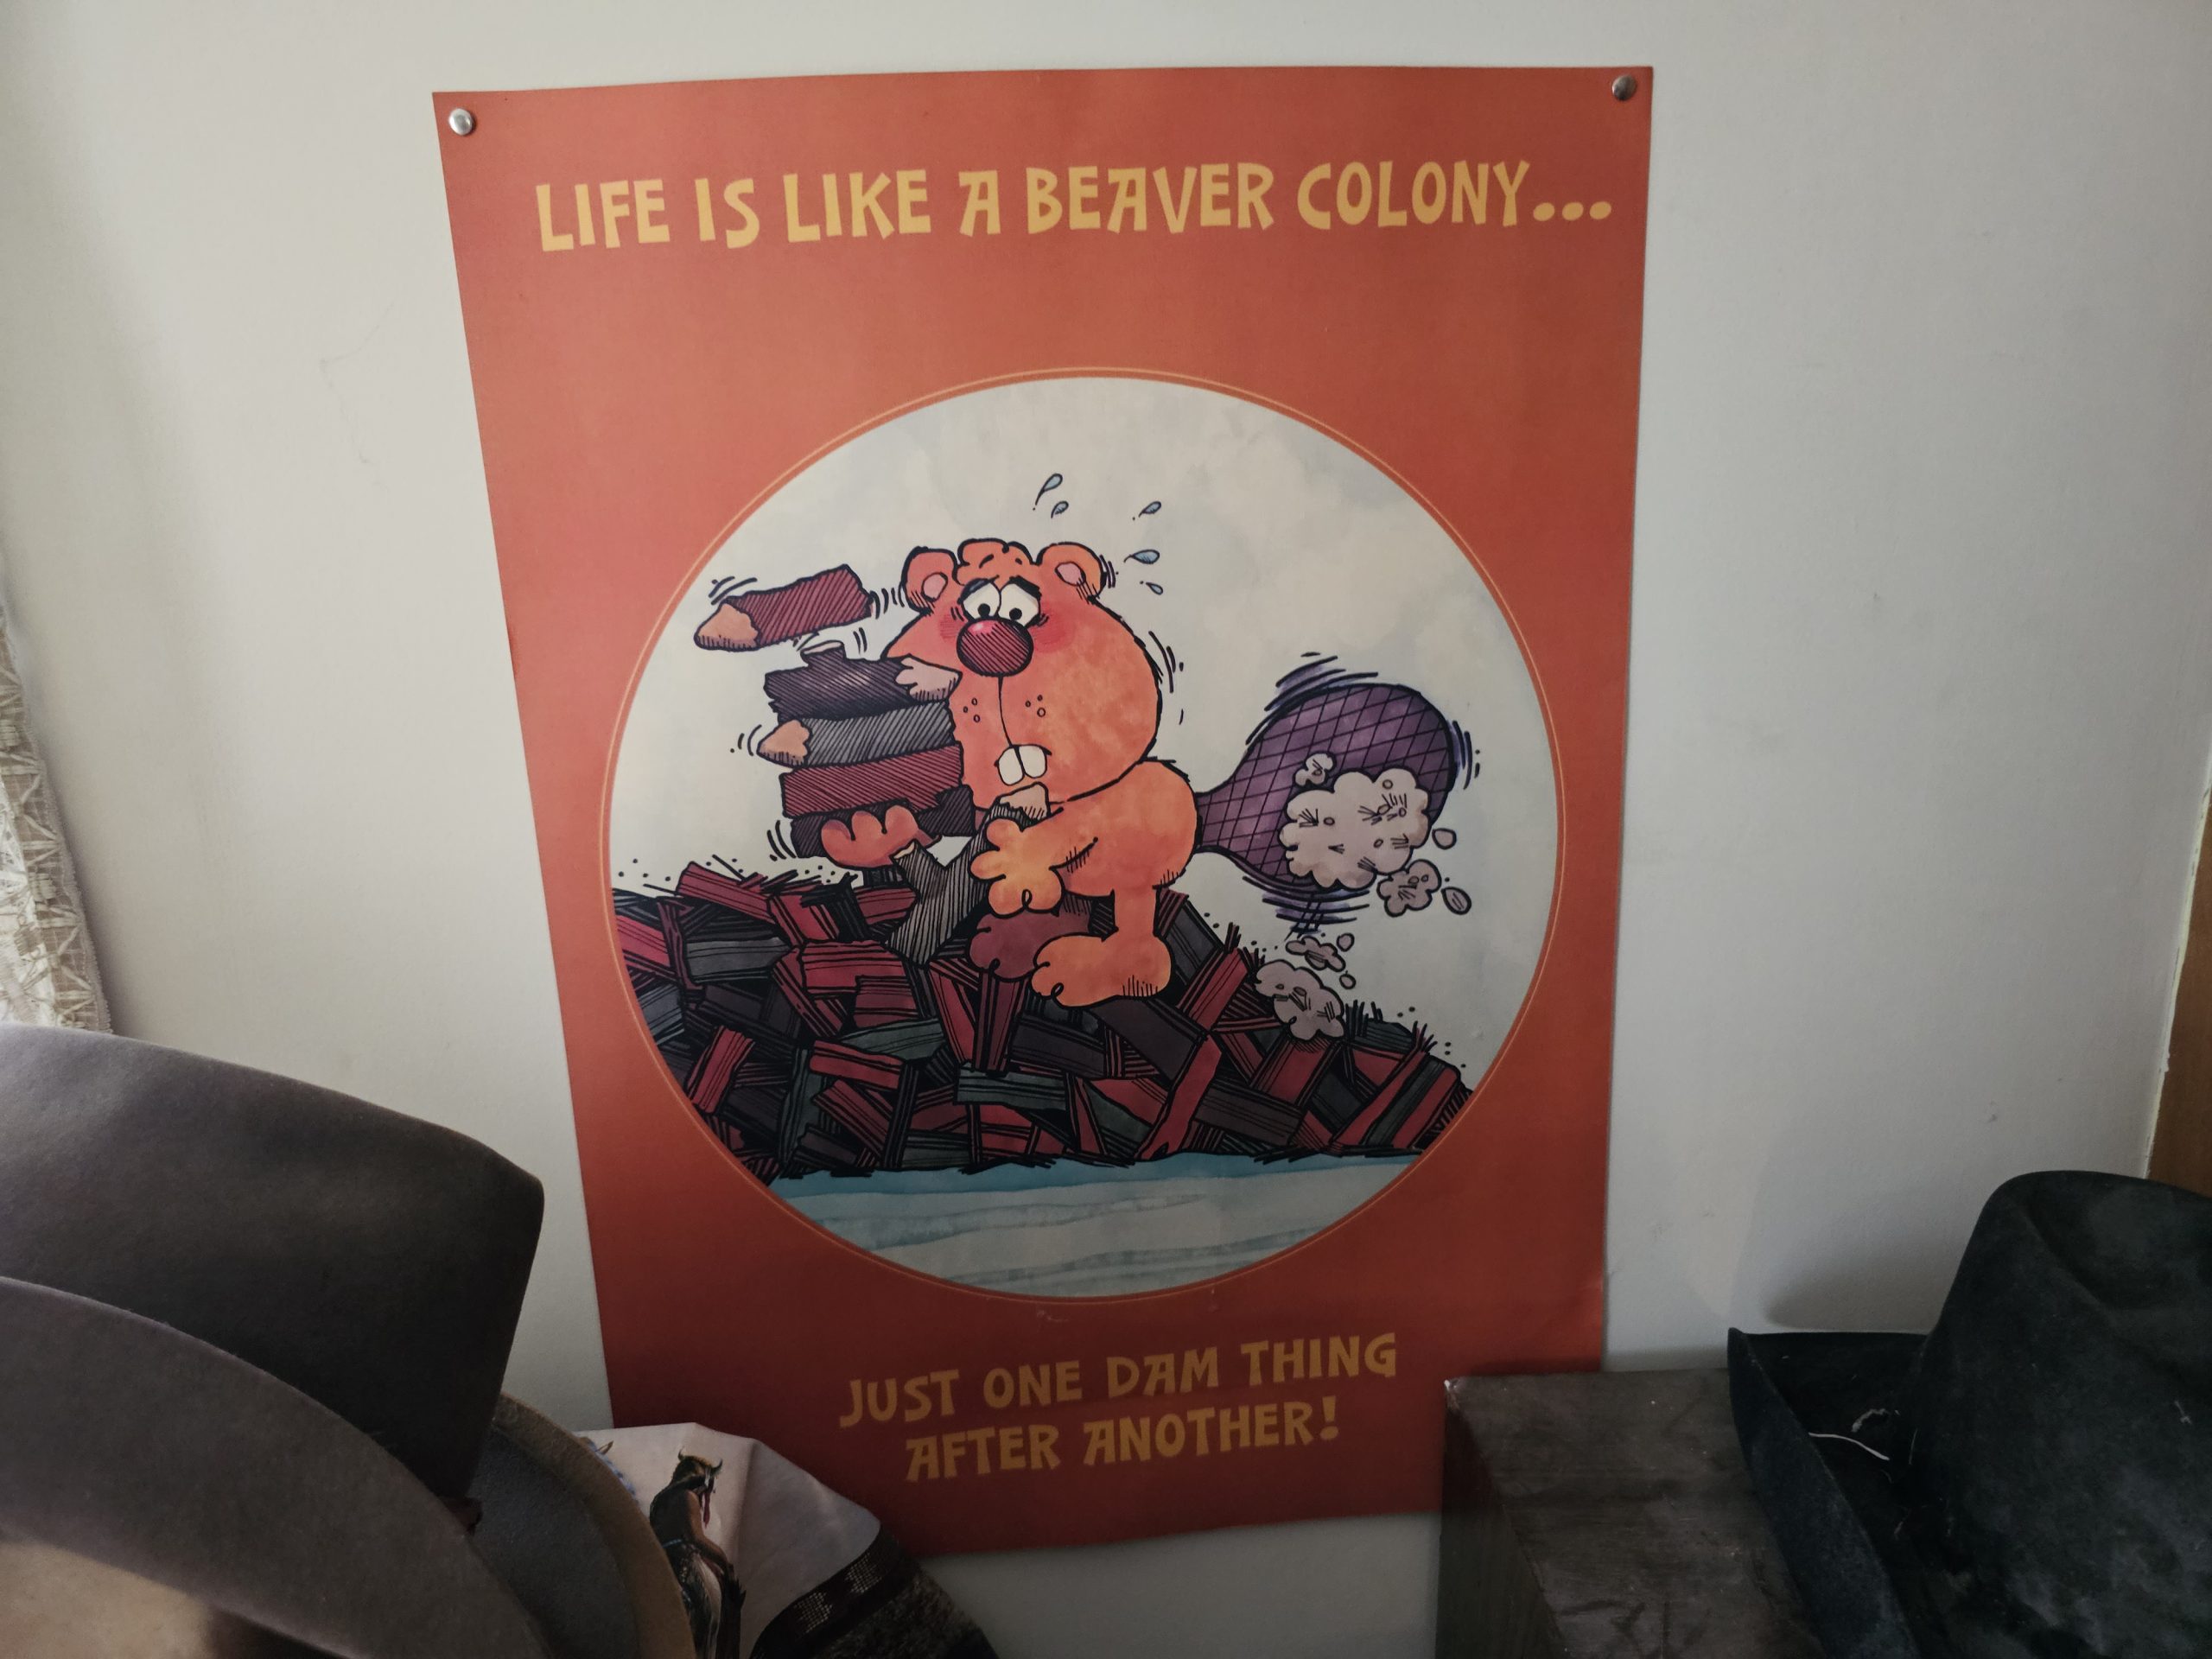 LIFE IS LIKE A BEAVER COLONY...
JUST ONE DAM THING
AFTER ANOTHER!